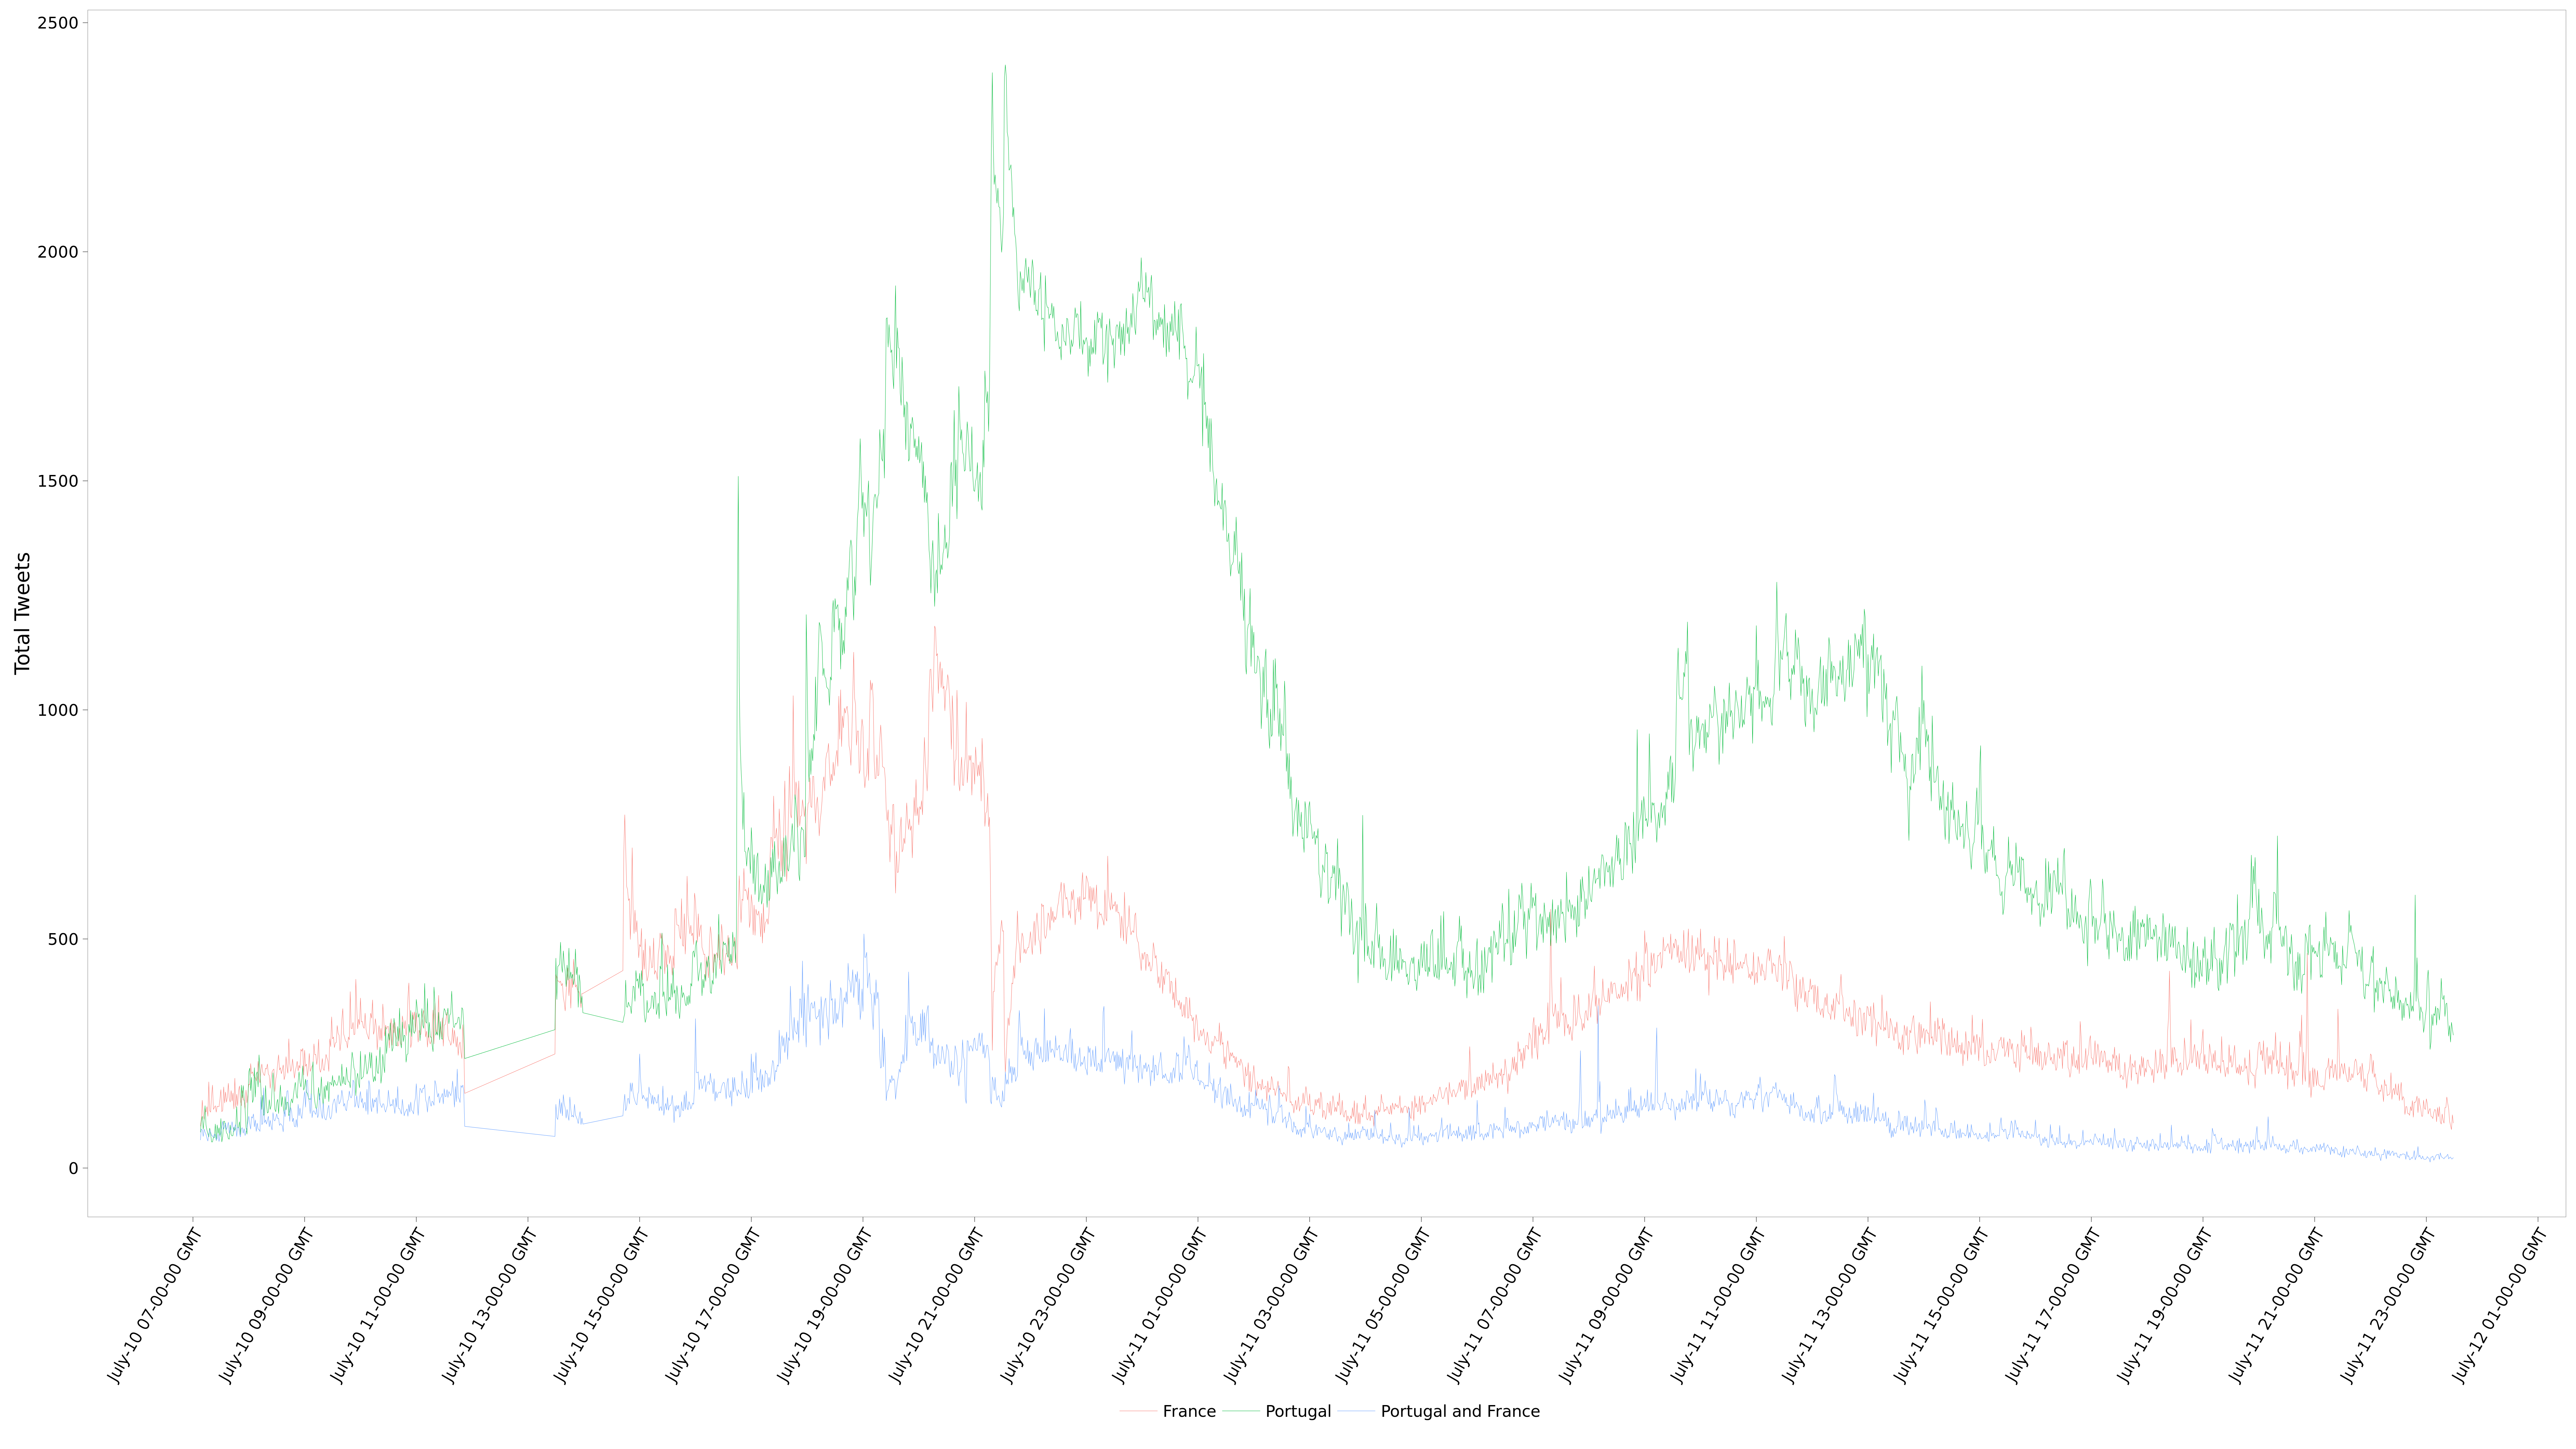 Total Tweets
2500
2000
1500
1000
500
0
July-10 07-00-00 GMT
July-10 09-00-00 GMT
July-10 11-00-00 GMT
July-10 13-00-00 GMT
July-10 15-00-00 GMT
July-10 17-00-00 GMT
July-10 19-00-00 GMT
July-10 21-00-00 GMT
July-10 23-00-00 GMT
July-11 01-00-00 GMT
July-11 03-00-00 GMT
July-11 05-00-00 GMT
July-11 07-00-00 GMT
July-11 09-00-00 GMT
July-11 11-00-00 GMT
July-11 13-00-00 GMT
July-11 15-00-00 GMT
July-11 17-00-00 GMT
July-11 19-00-00 GMT
July-11 21-00-00 GMT
July-11 23-00-00 GMT
July-12 01-00-00 GMT
France Portugal Portugal and France